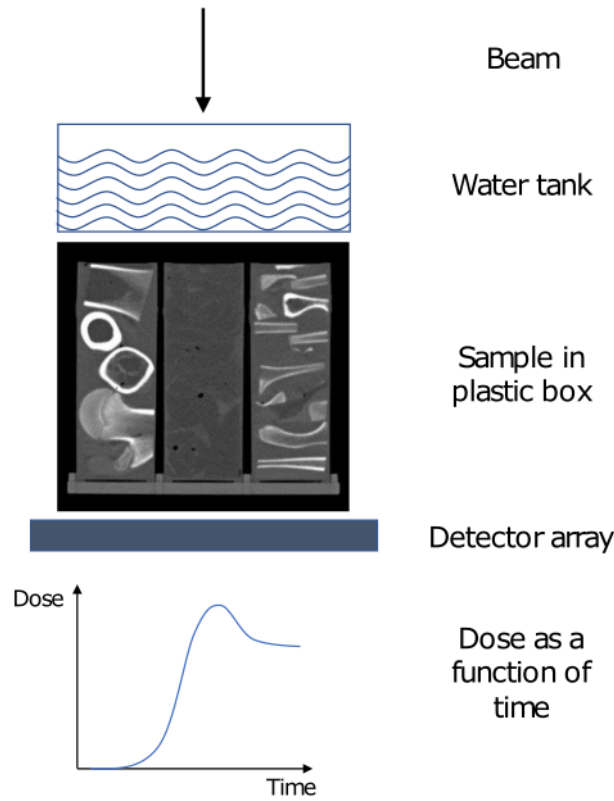 Beam
Water tank
Sample in
plastic box
Detector array
Dose
Time
Dose as a
function of
time